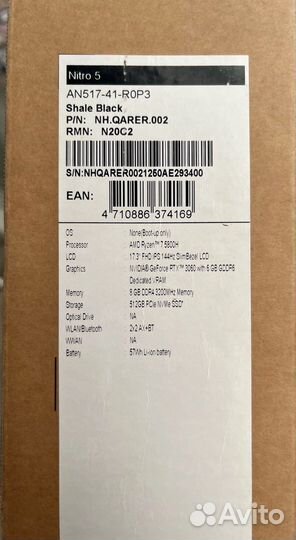 Nitro 5
AN517-41-R0P3
Shale Black
P/N: NH.QARER.002
RMN: N20C2
S/N:NHQARER0021250AE293400
EAN:
4 710886 374169
OS None(Boot-up only)
Processor AMD Ryzen™ 7 5800H
LCD 17.3" FHD IPS 144Hz SlimBezel LCD
Graphics NVIDIA® GeForce RTX™ 3060 with 6 GB GDDR6
Dedicated VRAM
Memory 8 GB DDR4 3200MHz Memory
Storage 512GB PCIe NVMe SSD*
Optical Drive NA
WLAN/Bluetooth 2x2 AX+BT
WWAN NA
Battery 57Wh Li-ion battery
Avito